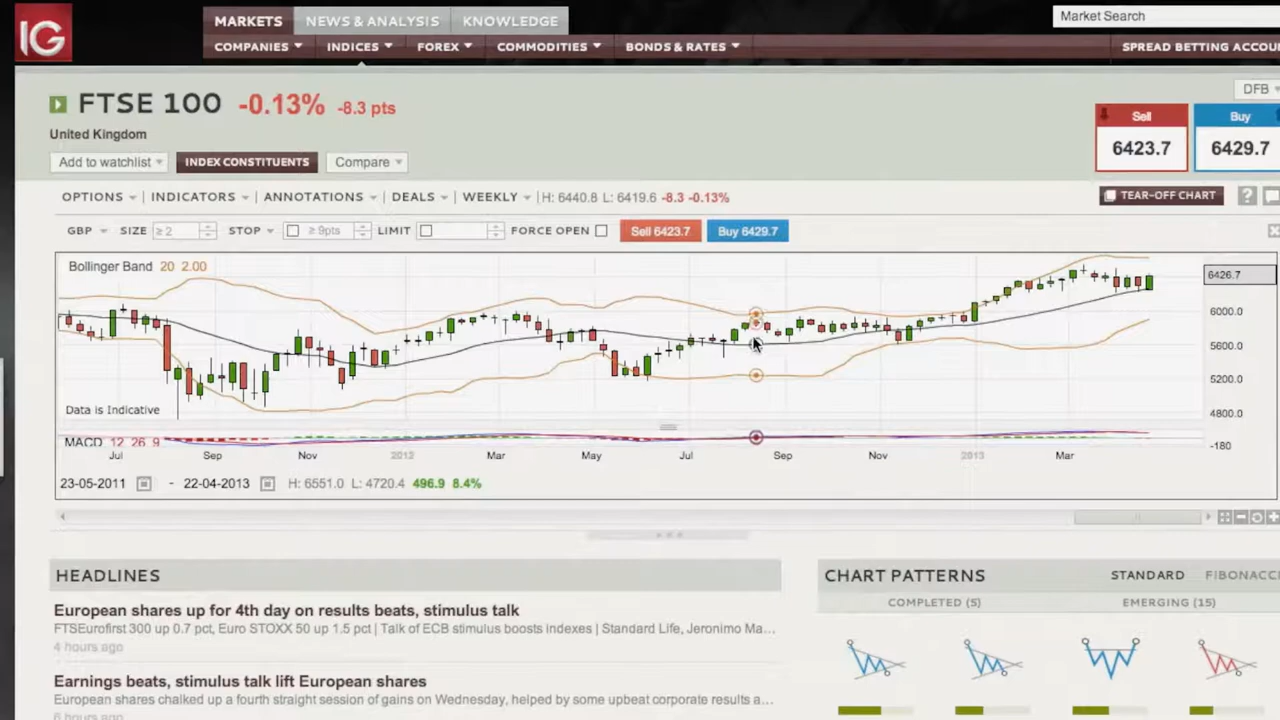 IG
MARKETS NEWS & ANALYSIS KNOWLEDGE
Market Search
COMPANIES INDICES FOREX COMMODITIES BONDS & RATES
SPREAD BETTING ACCOU
FTSE 100 -0.13% -8.3 pts
DFB
United Kingdom
Sell Buy
6423.7 6429.7
Add to watchlist INDEX CONSTITUENTS Compare
OPTIONS INDICATORS ANNOTATIONS DEALS WEEKLY H: 6440.8 L: 6419.6 -8.3 -0.13%
TEAR-OFF CHART ?
GBP SIZE ≥ 2 STOP ≥ 9pts LIMIT FORCE OPEN Sell 6423.7 Buy 6429.7
Bollinger Band 20 2.00
6426.7
6000.0
5600.0
5200.0
4800.0
Data is Indicative
MACD 12 26 9
-180
Jul Sep Nov 2012 Mar May Jul Sep Nov 2013 Mar
23-05-2011 - 22-04-2013 H: 6551.0 L: 4720.4 496.9 8.4%
HEADLINES
European shares up for 4th day on results beats, stimulus talk
FTSEurofirst 300 up 0.7 pct, Euro STOXX 50 up 1.5 pct | Talk of ECB stimulus boosts indexes | Standard Life, Jeronimo Ma...
4 hours ago
Earnings beats, stimulus talk lift European shares
European shares chalked up a fourth straight session of gains on Wednesday, helped by some upbeat corporate results a...
6 hours ago
CHART PATTERNS STANDARD FIBONACCI
COMPLETED (5) EMERGING (15)